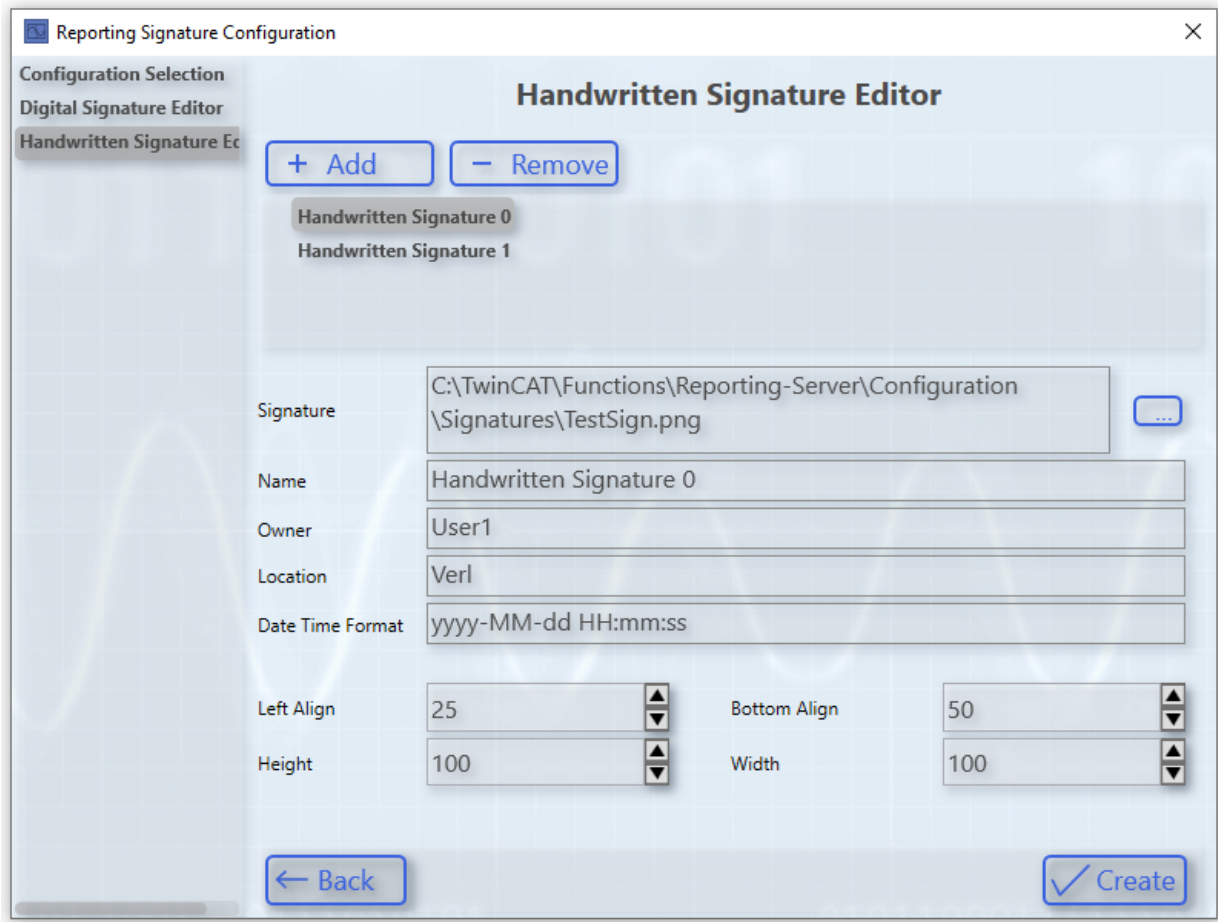 Reporting Signature Configuration
Configuration Selection
Digital Signature Editor
Handwritten Signature Ed
Handwritten Signature Editor
+ Add
− Remove
Handwritten Signature 0
Handwritten Signature 1
Signature
C:\TwinCAT\Functions\Reporting-Server\Configuration
\Signatures\TestSign.png
...
Name
Handwritten Signature 0
Owner
User1
Location
Verl
Date Time Format
yyyy-MM-dd HH:mm:ss
Left Align
25
Bottom Align
50
Height
100
Width
100
← Back
Create